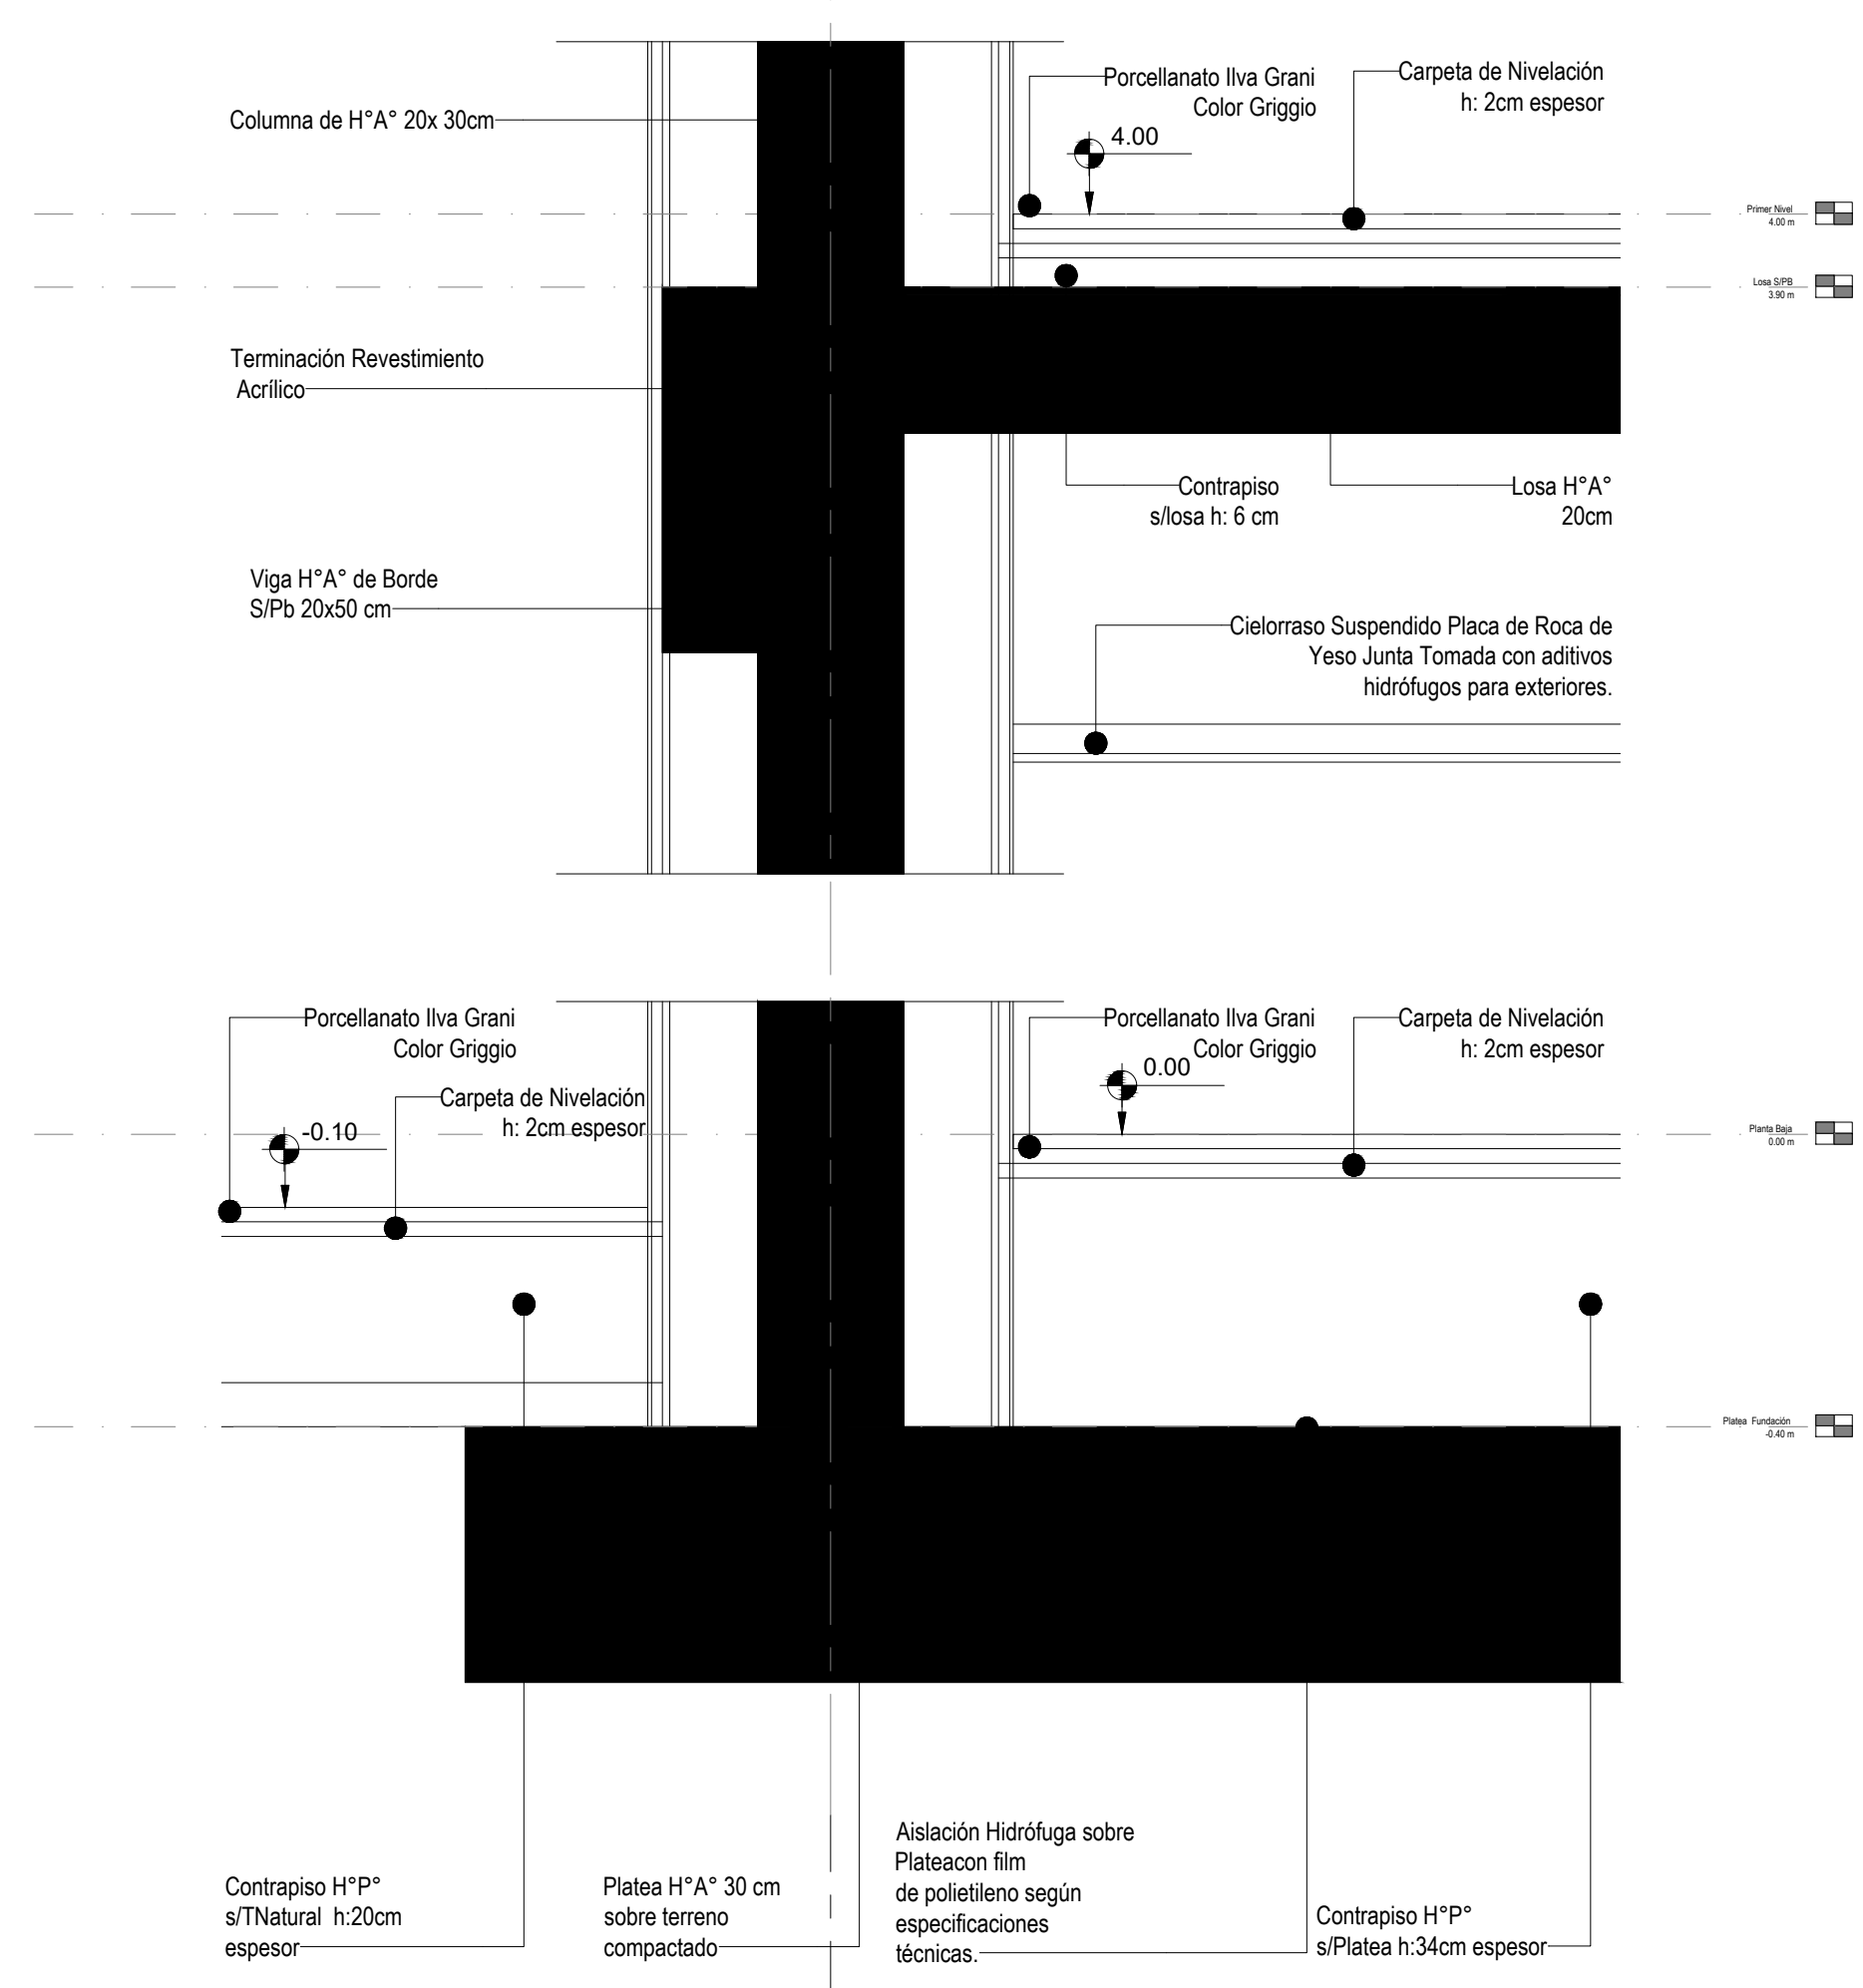 Columna de H°A° 20x 30cm
Porcellanato Ilva Grani
Color Griggio
Carpeta de Nivelación
h: 2cm espesor
4.00
Primer Nivel
4.00 m
Losa S/PB
3.90 m
Terminación Revestimiento
Acrílico
Contrapiso
s/losa h: 6 cm
Losa H°A°
20cm
Viga H°A° de Borde
S/Pb 20x50 cm
Cielorraso Suspendido Placa de Roca de
Yeso Junta Tomada con aditivos
hidrófugos para exteriores.
Porcellanato Ilva Grani
Color Griggio
Carpeta de Nivelación
h: 2cm espesor
-0.10
Porcellanato Ilva Grani
Color Griggio
0.00
Carpeta de Nivelación
h: 2cm espesor
Planta Baja
0.00 m
Platea Fundación
-0.40 m
Contrapiso H°P°
s/TNatural h:20cm
espesor
Platea H°A° 30 cm
sobre terreno
compactado
Aislación Hidrófuga sobre
Plateacon film
de polietileno según
especificaciones
técnicas.
Contrapiso H°P°
s/Platea h:34cm espesor